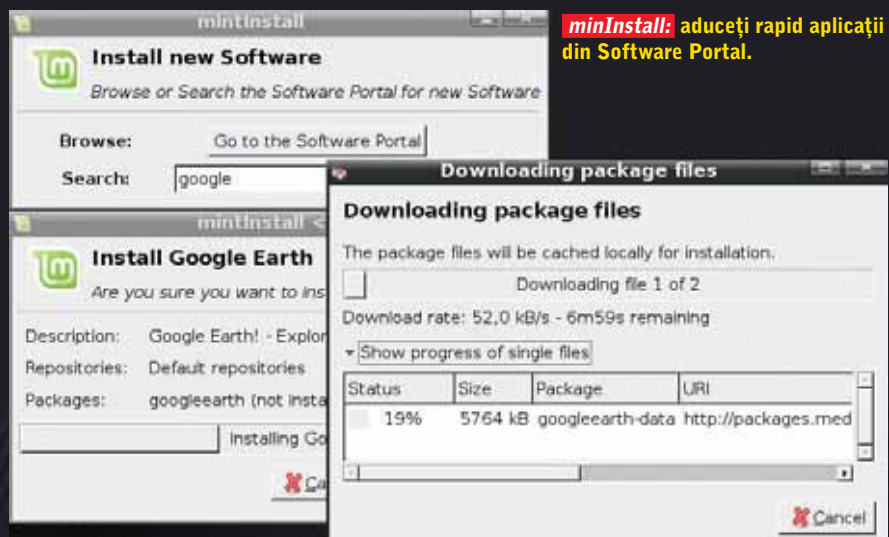 mintInstall
Install new Software
Browse or Search the Software Portal for new Software
Browse: Go to the Software Portal
Search: google
minInstall: aduceți rapid aplicații
din Software Portal.
mintInstall <
Install Google Earth
Are you sure you want to ins
Description: Google Earth! - Explor
Repositories: Default repositories
Packages: googleearth (not insta
Installing Go
Ca
Downloading package files
Downloading package files
The package files will be cached locally for installation.
Downloading file 1 of 2
Download rate: 52,0 kB/s - 6m59s remaining
Show progress of single files
Status Size Package URI
19% 5764 kB googleearth-data http://packages.med
Cancel